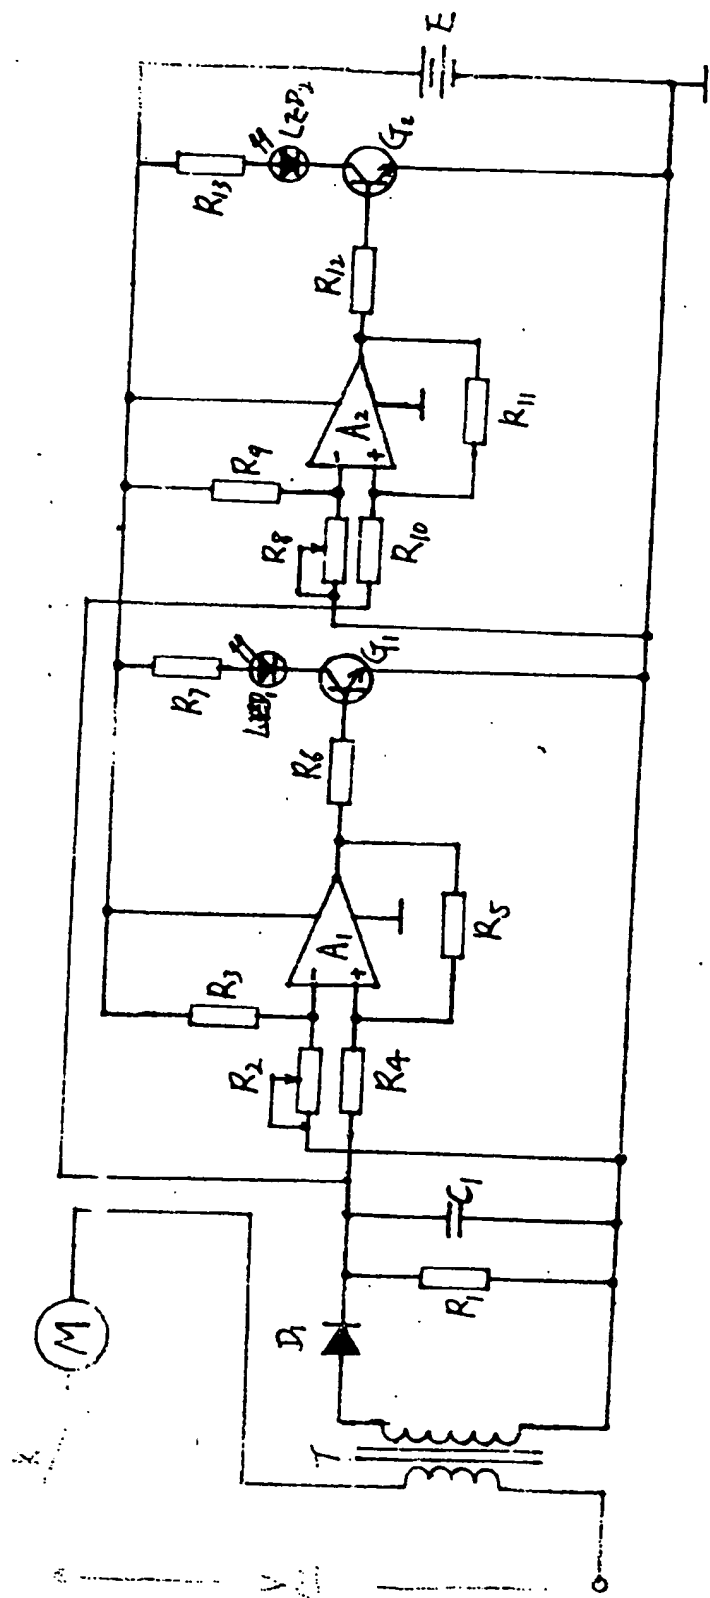 M
T
D₁
R₁
C₁
R₂
R₃
R₄
A₁
-
+
R₅
R₆
R₇
LED₁
G₁
R₈
R₉
R₁₀
A₂
-
+
R₁₁
R₁₂
R₁₃
LED₂
G₂
E